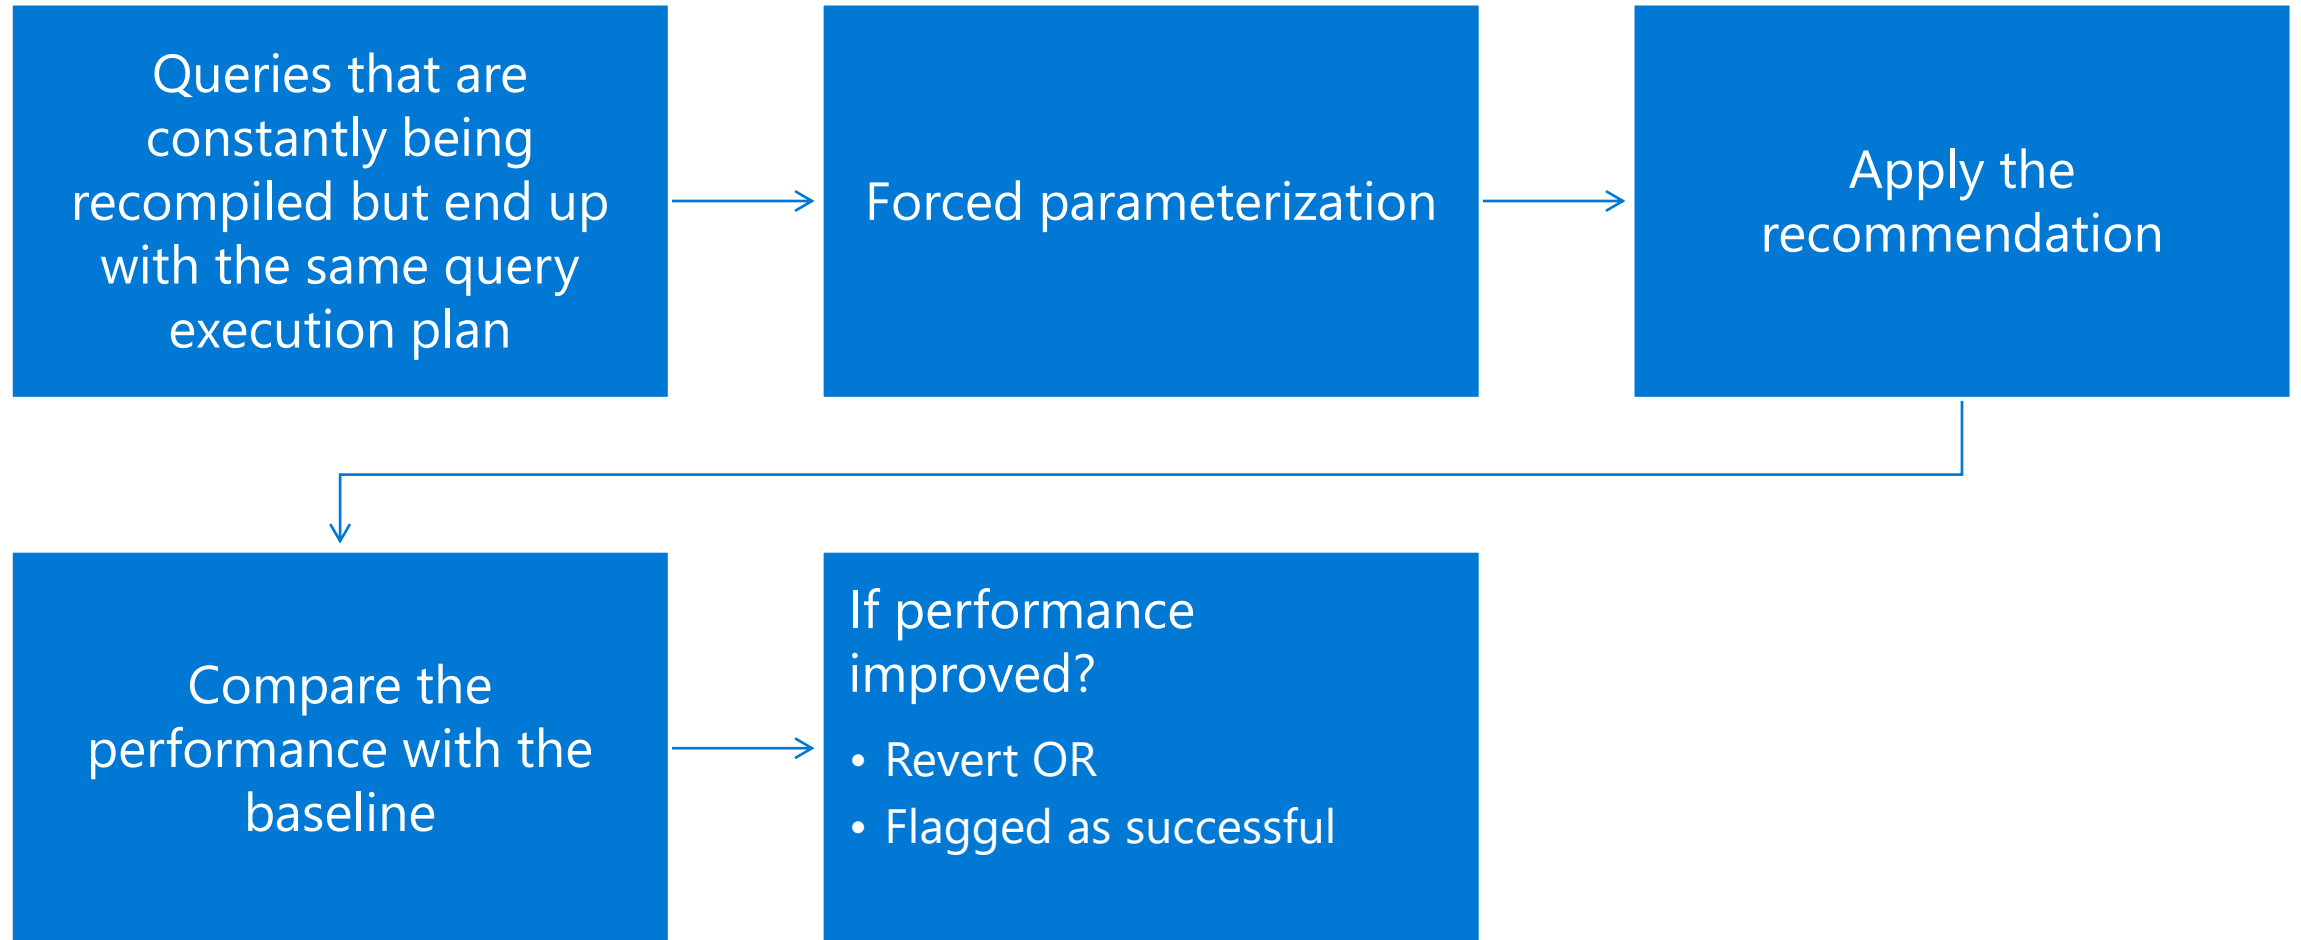 Queries that are
constantly being
recompiled but end up
with the same query
execution plan
Forced parameterization
Apply the
recommendation
Compare the
performance with the
baseline
If performance
improved?
• Revert OR
• Flagged as successful